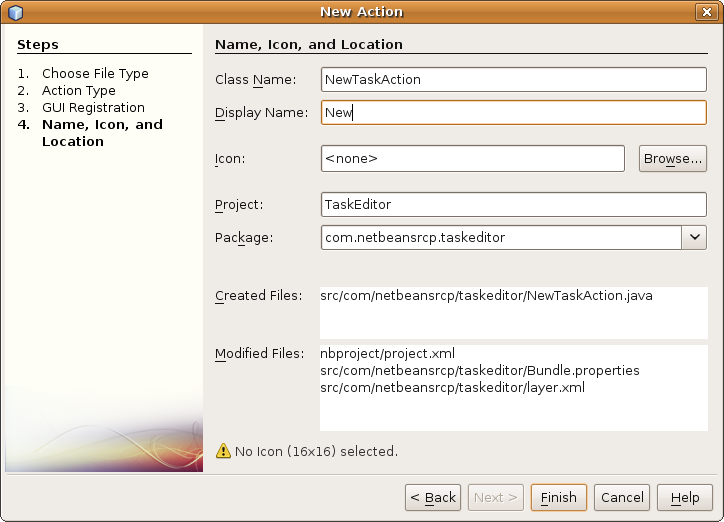 New Action
Steps
1. Choose File Type
2. Action Type
3. GUI Registration
4. Name, Icon, and
Location
Name, Icon, and Location
Class Name: NewTaskAction
Display Name: New
Icon: <none> Browse...
Project: TaskEditor
Package: com.netbeansrcp.taskeditor
Created Files: src/com/netbeansrcp/taskeditor/NewTaskAction.java
Modified Files: nbproject/project.xml
src/com/netbeansrcp/taskeditor/Bundle.properties
src/com/netbeansrcp/taskeditor/layer.xml
No Icon (16x16) selected.
< Back Next > Finish Cancel Help